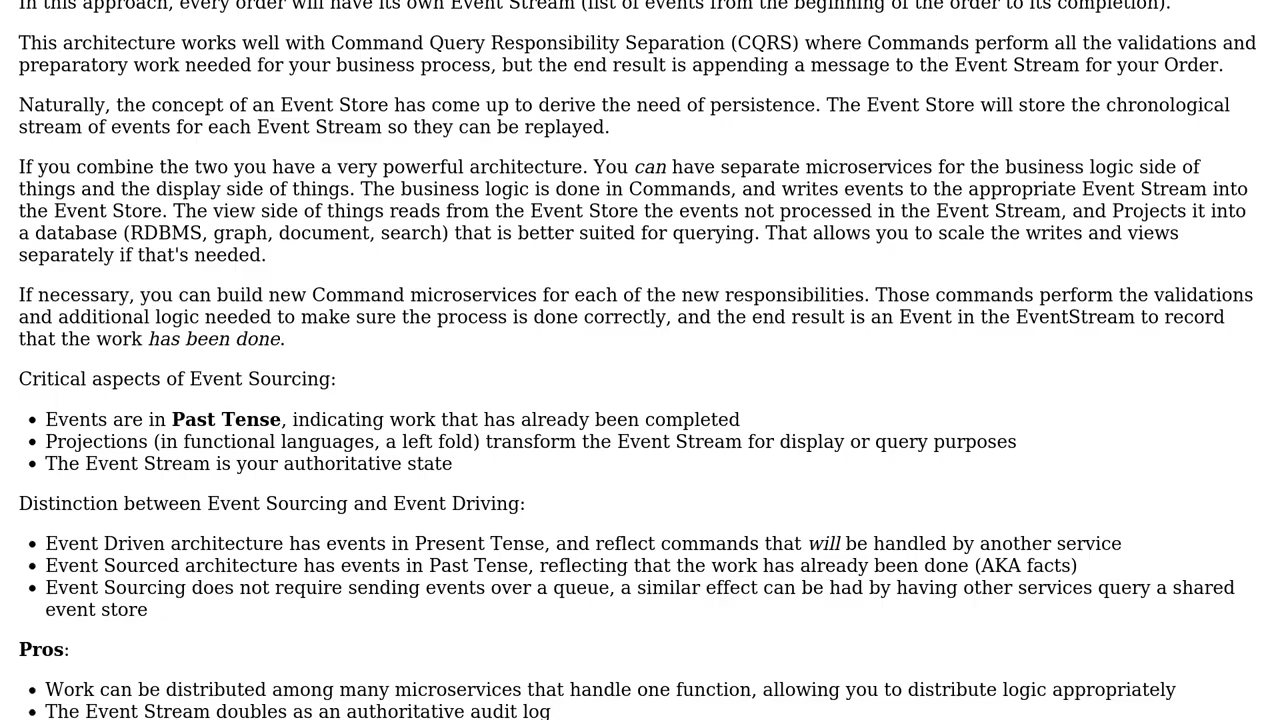 In this approach, every order will have its own Event Stream (list of events from the beginning of the order to its completion).
This architecture works well with Command Query Responsibility Separation (CQRS) where Commands perform all the validations and
preparatory work needed for your business process, but the end result is appending a message to the Event Stream for your Order.
Naturally, the concept of an Event Store has come up to derive the need of persistence. The Event Store will store the chronological
stream of events for each Event Stream so they can be replayed.
If you combine the two you have a very powerful architecture. You can have separate microservices for the business logic side of
things and the display side of things. The business logic is done in Commands, and writes events to the appropriate Event Stream into
the Event Store. The view side of things reads from the Event Store the events not processed in the Event Stream, and Projects it into
a database (RDBMS, graph, document, search) that is better suited for querying. That allows you to scale the writes and views
separately if that's needed.
If necessary, you can build new Command microservices for each of the new responsibilities. Those commands perform the validations
and additional logic needed to make sure the process is done correctly, and the end result is an Event in the EventStream to record
that the work has been done.
Critical aspects of Event Sourcing:
• Events are in Past Tense, indicating work that has already been completed
• Projections (in functional languages, a left fold) transform the Event Stream for display or query purposes
• The Event Stream is your authoritative state
Distinction between Event Sourcing and Event Driving:
• Event Driven architecture has events in Present Tense, and reflect commands that will be handled by another service
• Event Sourced architecture has events in Past Tense, reflecting that the work has already been done (AKA facts)
• Event Sourcing does not require sending events over a queue, a similar effect can be had by having other services query a shared
event store
Pros:
• Work can be distributed among many microservices that handle one function, allowing you to distribute logic appropriately
• The Event Stream doubles as an authoritative audit log